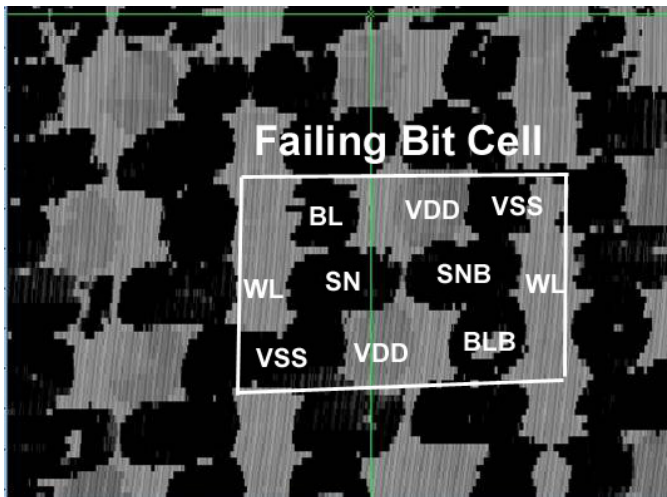 Failing Bit Cell
BL VDD VSS
WL SN SNB WL
VSS VDD BLB